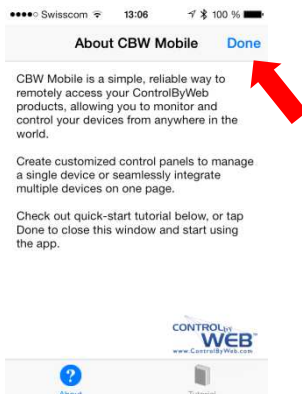 Swisscom 13:06 100 %
About CBW Mobile Done
CBW Mobile is a simple, reliable way to
remotely access your ControlByWeb
products, allowing you to monitor and
control your devices from anywhere in the
world.
Create customized control panels to manage
a single device or seamlessly integrate
multiple devices on one page.
Check out quick-start tutorial below, or tap
Done to close this window and start using
the app.
CONTROL by
WEB
www.ControlByWeb.com
?
About Tutorial